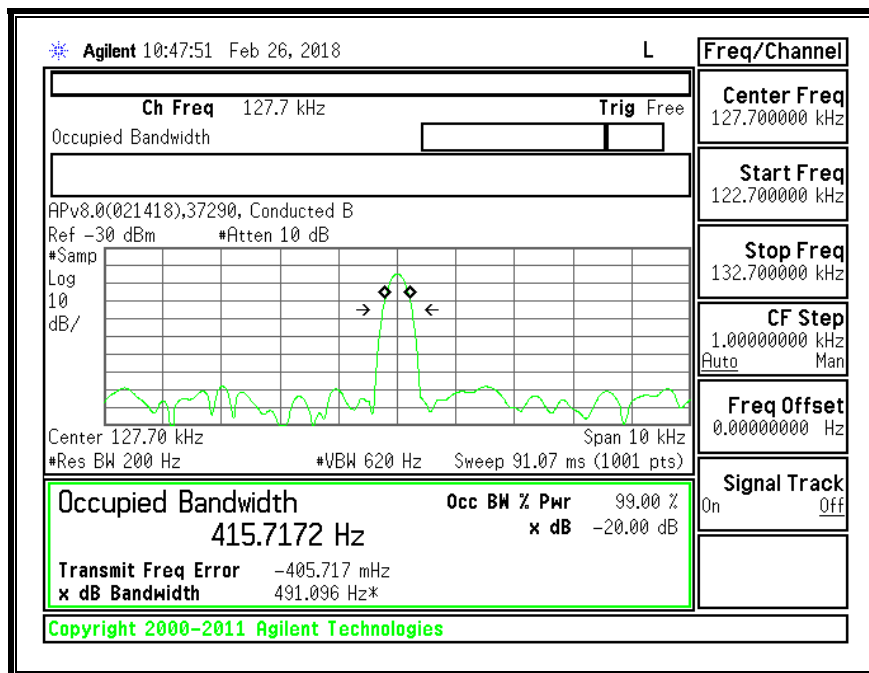 Agilent 10:47:51 Feb 26, 2018 L
Freq/Channel
Ch Freq 127.7 kHz Trig Free
Occupied Bandwidth
APv8.0(021418),37290, Conducted B
Ref -30 dBm #Atten 10 dB
#Samp
Log
10
dB/
Center 127.70 kHz Span 10 kHz
#Res BW 200 Hz #VBW 620 Hz Sweep 91.07 ms (1001 pts)
Occupied Bandwidth
415.7172 Hz
Occ BW % Pwr 99.00 %
x dB -20.00 dB
Transmit Freq Error -405.717 mHz
x dB Bandwidth 491.096 Hz*
Copyright 2000-2011 Agilent Technologies
Center Freq
127.700000 kHz
Start Freq
122.700000 kHz
Stop Freq
132.700000 kHz
CF Step
1.00000000 kHz
Auto Man
Freq Offset
0.00000000 Hz
Signal Track
On Off